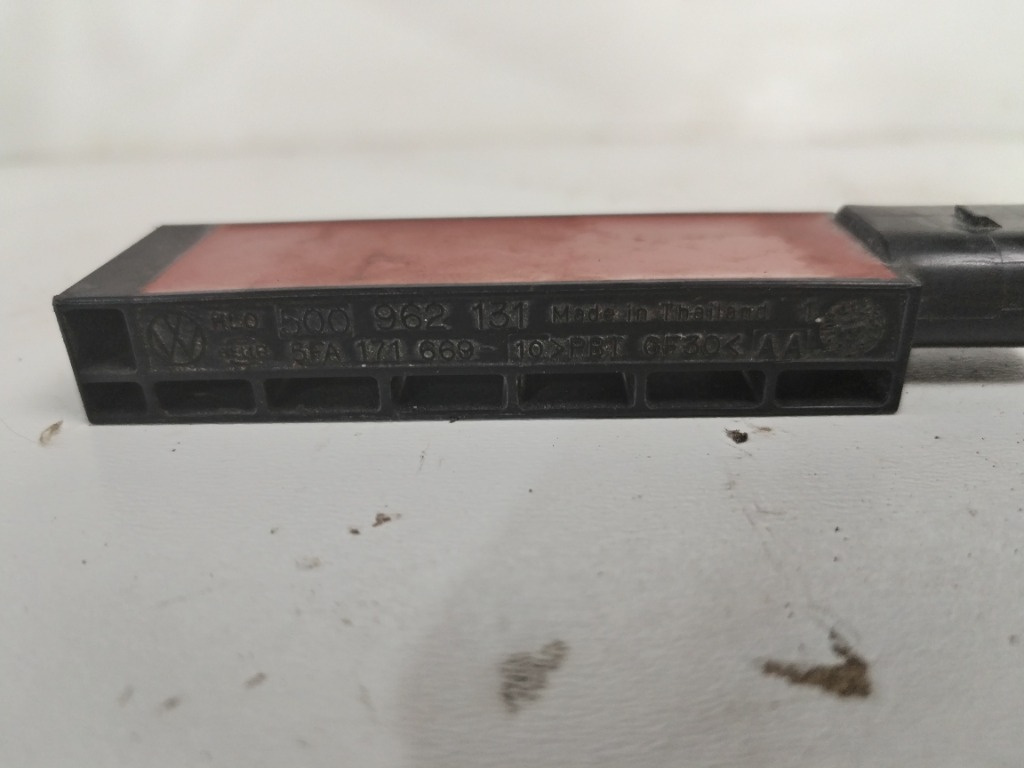 5Q0 962 131 Made in Thailand
5FA 171 669-10 >PBT GF30<